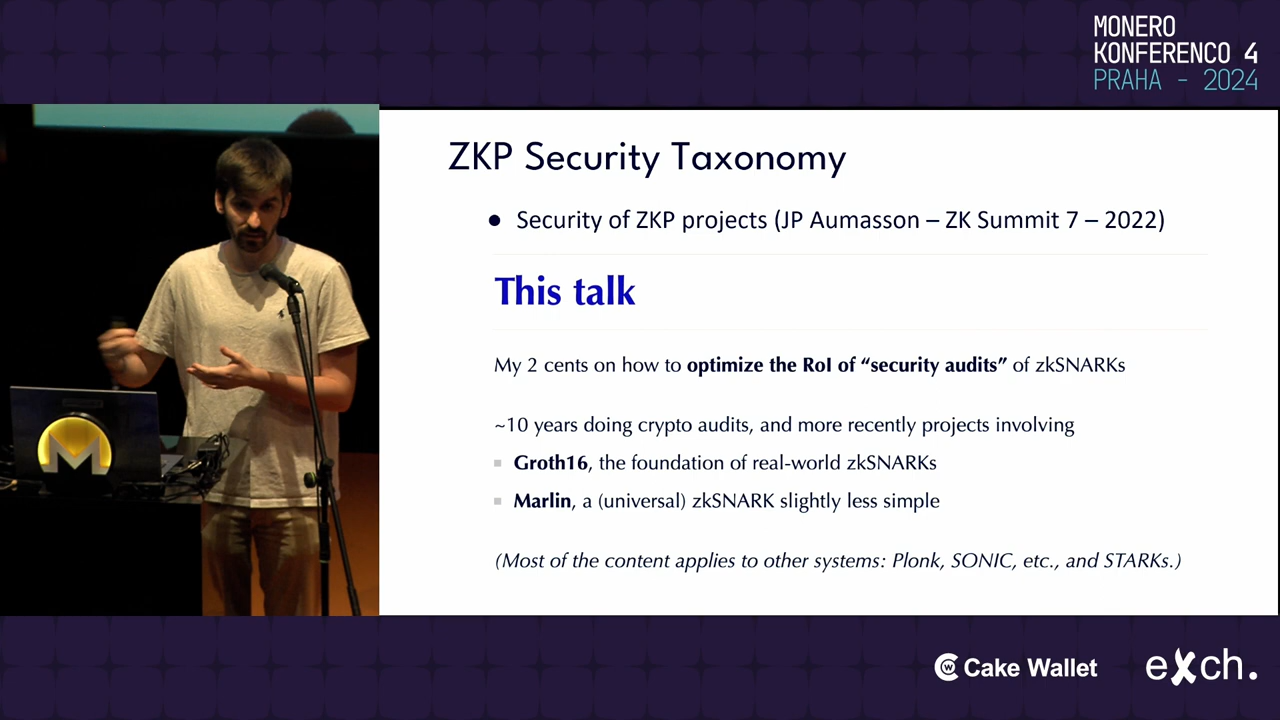 MONERO
KONFERENCO 4
PRAHA - 2024
ZKP Security Taxonomy
● Security of ZKP projects (JP Aumasson – ZK Summit 7 – 2022)
This talk
My 2 cents on how to optimize the RoI of “security audits” of zkSNARKs
~10 years doing crypto audits, and more recently projects involving
▪ Groth16, the foundation of real-world zkSNARKs
▪ Marlin, a (universal) zkSNARK slightly less simple
(Most of the content applies to other systems: Plonk, SONIC, etc., and STARKs.)
Cake Wallet
eXch.